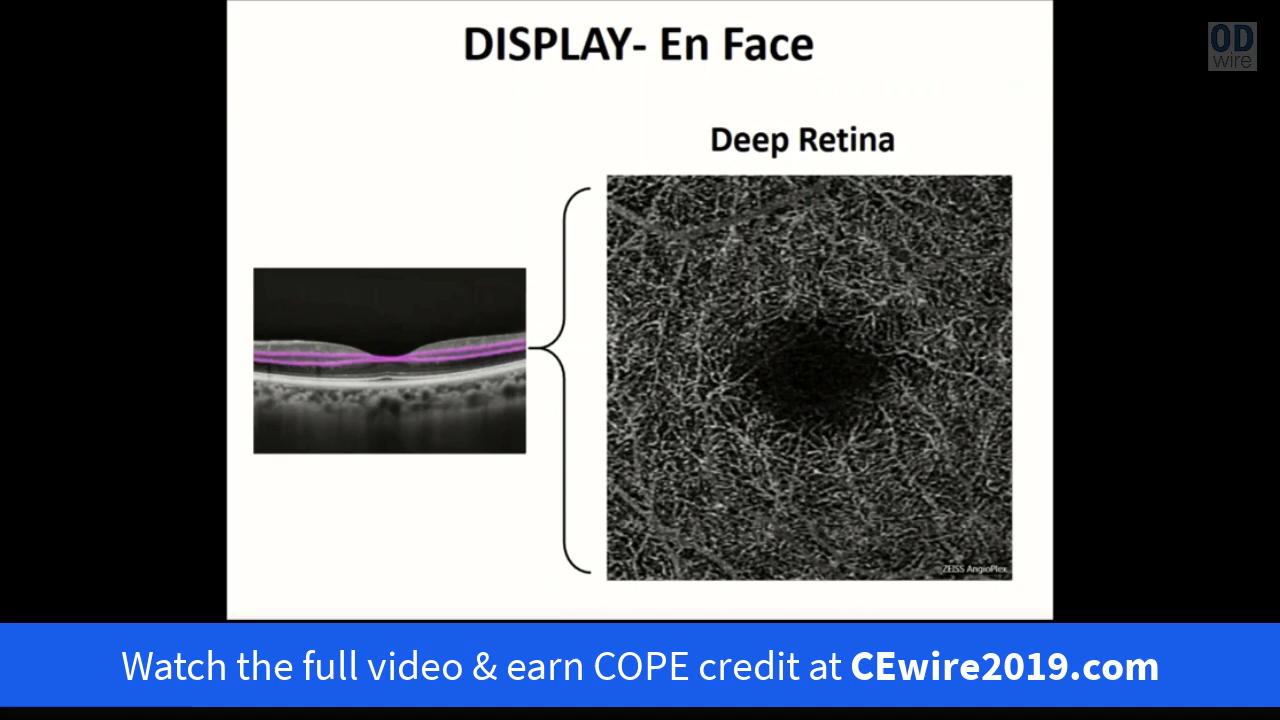 DISPLAY- En Face
OD
wire
Deep Retina
ZEISS AngioPlex
Watch the full video & earn COPE credit at CEwire2019.com